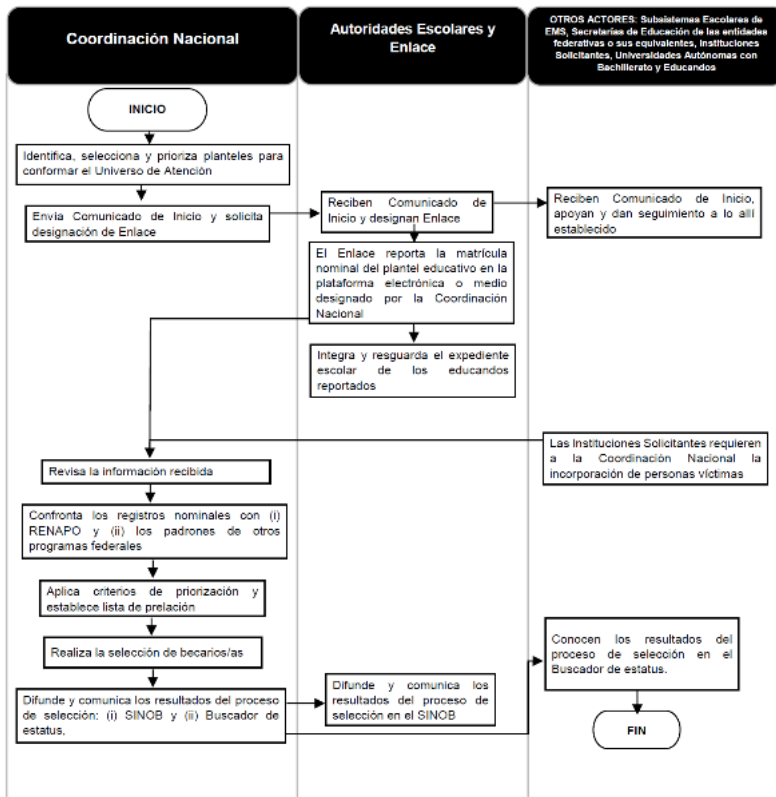 Coordinación Nacional
Autoridades Escolares y
Enlace
OTROS ACTORES: Subsistemas Escolares de
EMS, Secretarías de Educación de las entidades
federativas o sus equivalentes, Instituciones
Solicitantes, Universidades Autónomas con
Bachillerato y Educandos
INICIO
Identifica, selecciona y prioriza planteles para
conformar el Universo de Atención
Envía Comunicado de Inicio y solicita
designación de Enlace
Reciben Comunicado de
Inicio y designan Enlace
Reciben Comunicado de Inicio,
apoyan y dan seguimiento a lo allí
establecido
El Enlace reporta la matrícula
nominal del plantel educativo en la
plataforma electrónica o medio
designado por la Coordinación
Nacional
Integra y resguarda el expediente
escolar de los educandos
reportados
Las Instituciones Solicitantes requieren
a la Coordinación Nacional la
incorporación de personas víctimas
Revisa la información recibida
Confronta los registros nominales con (i)
RENAPO y (ii) los padrones de otros
programas federales
Aplica criterios de priorización y
establece lista de prelación
Realiza la selección de becarios/as
Difunde y comunica los resultados del proceso
de selección: (i) SINOB y (ii) Buscador de
estatus.
Difunde y comunica los
resultados del proceso de
selección en el SINOB
Conocen los resultados del
proceso de selección en el
Buscador de estatus.
FIN